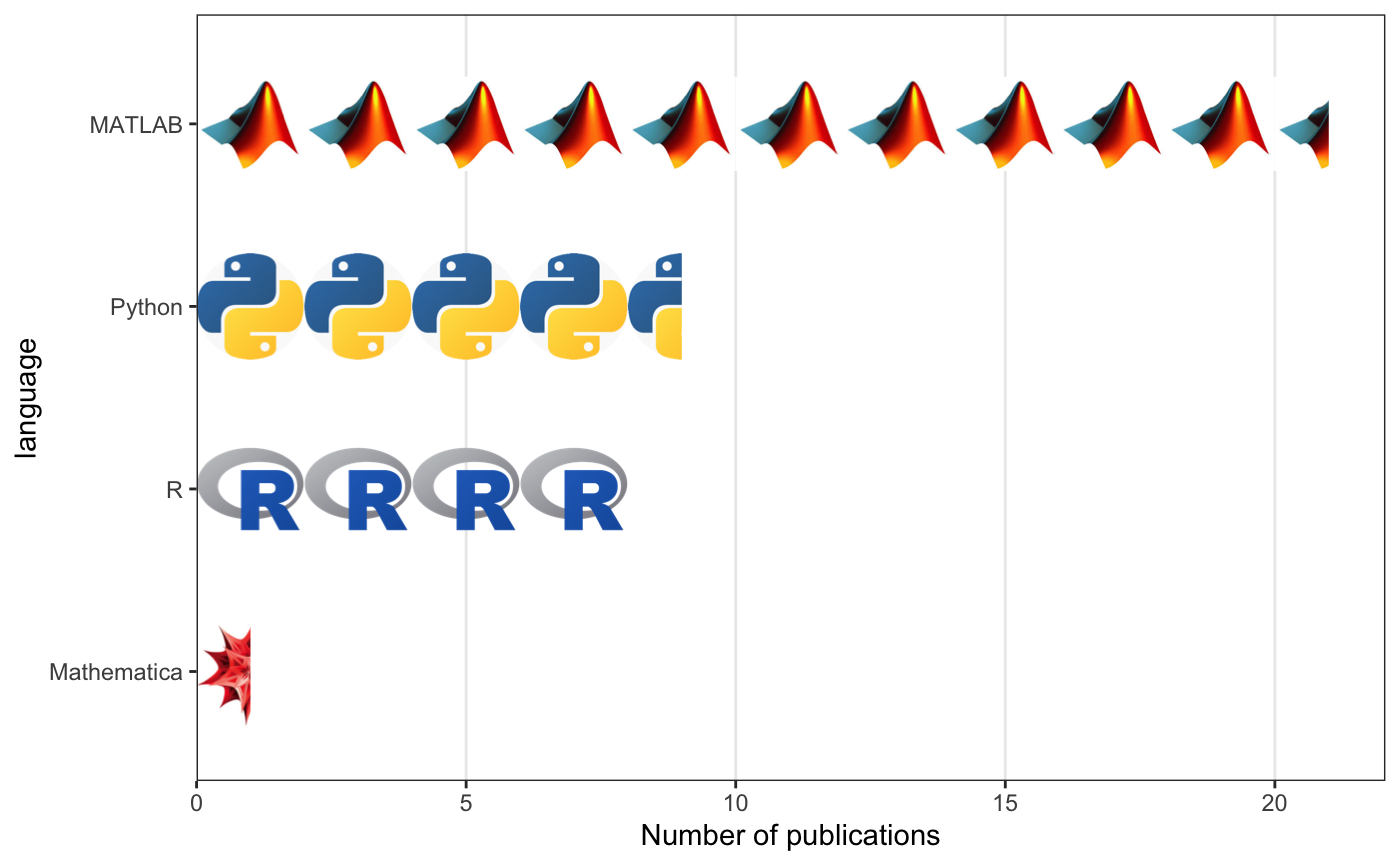 MATLAB
Python
R
Mathematica
language
R R R R
0 5 10 15 20
Number of publications